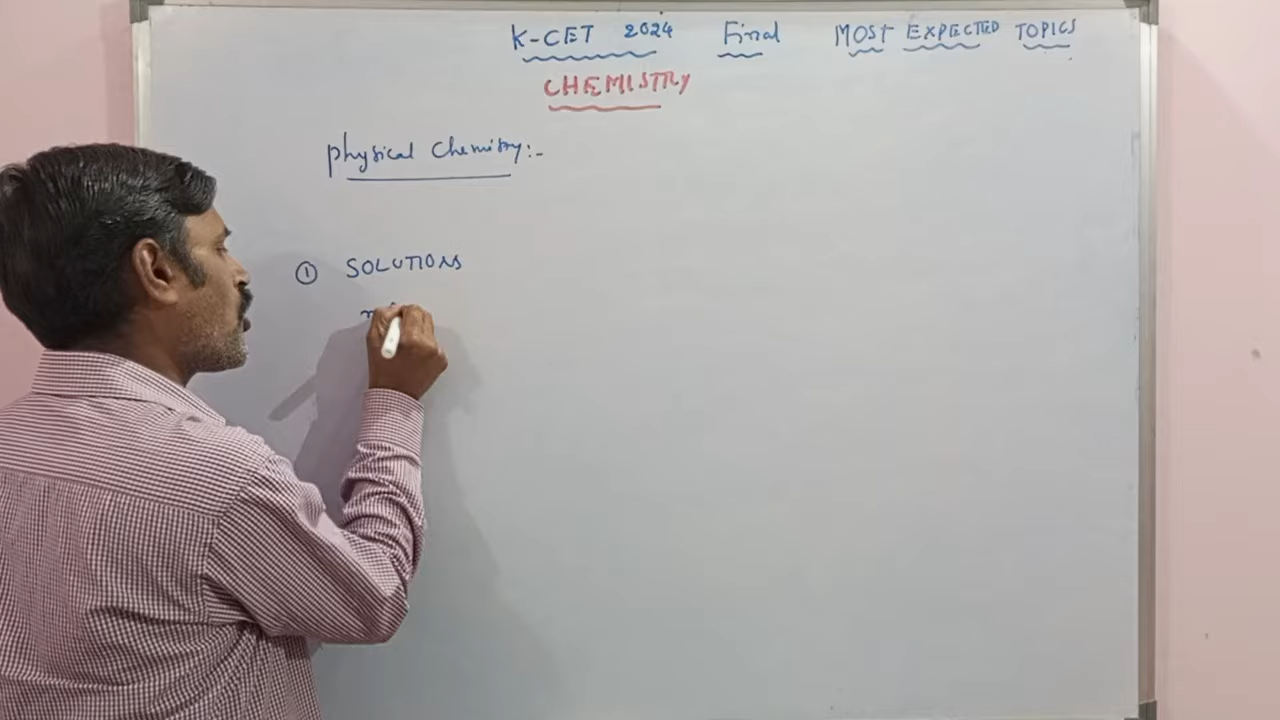 K-CET 2024 Final MOST EXPECTED TOPICS
CHEMISTRY
Physical Chemistry:-
① SOLUTIONS